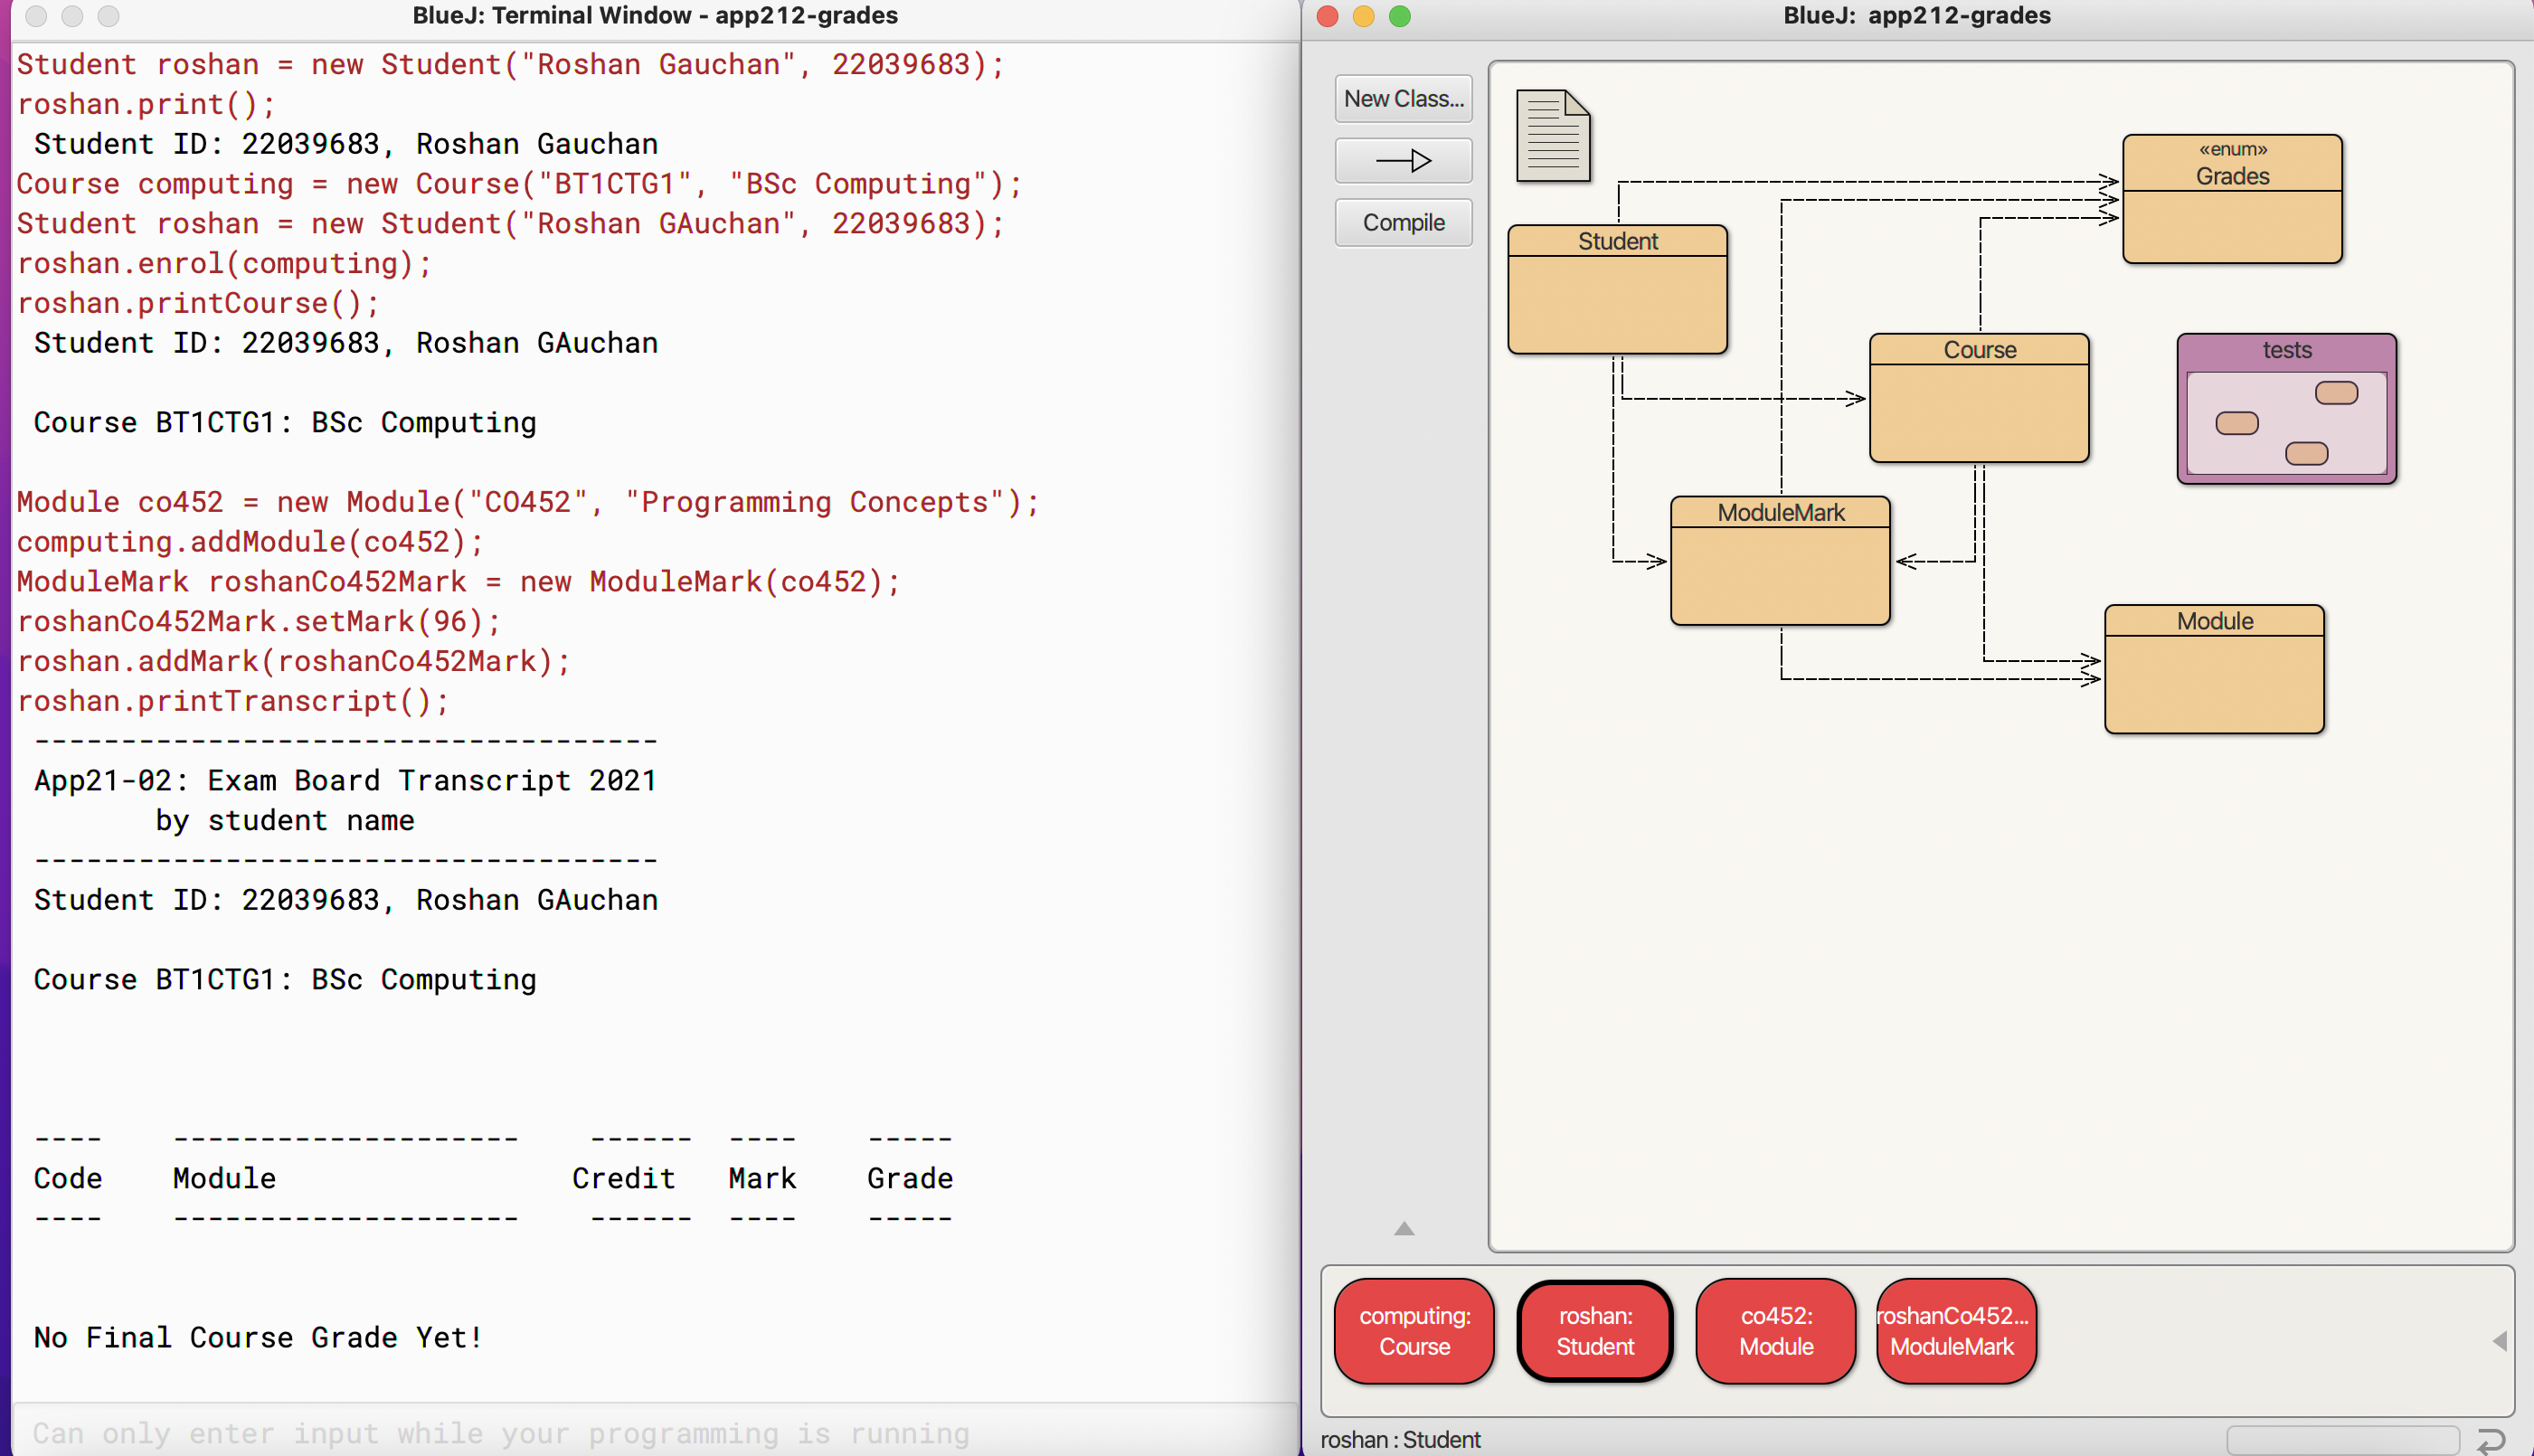 BlueJ: Terminal Window - app212-grades
Student roshan = new Student("Roshan Gauchan", 22039683);
roshan.print();
Student ID: 22039683, Roshan Gauchan
Course computing = new Course("BT1CTG1", "BSc Computing");
Student roshan = new Student("Roshan GAuchan", 22039683);
roshan.enrol(computing);
roshan.printCourse();
Student ID: 22039683, Roshan GAuchan
Course BT1CTG1: BSc Computing
Module co452 = new Module("CO452", "Programming Concepts");
computing.addModule(co452);
ModuleMark roshanCo452Mark = new ModuleMark(co452);
roshanCo452Mark.setMark(96);
roshan.addMark(roshanCo452Mark);
roshan.printTranscript();
------------------------------------
App21-02: Exam Board Transcript 2021
by student name
------------------------------------
Student ID: 22039683, Roshan GAuchan
Course BT1CTG1: BSc Computing
---- -------------------- ------ ---- -----
Code Module Credit Mark Grade
---- -------------------- ------ ---- -----
No Final Course Grade Yet!
Can only enter input while your programming is running
BlueJ: app212-grades
New Class...
Compile
«enum»
Grades
Student
Course
tests
ModuleMark
Module
computing:
Course
roshan:
Student
co452:
Module
roshanCo452...
ModuleMark
roshan : Student